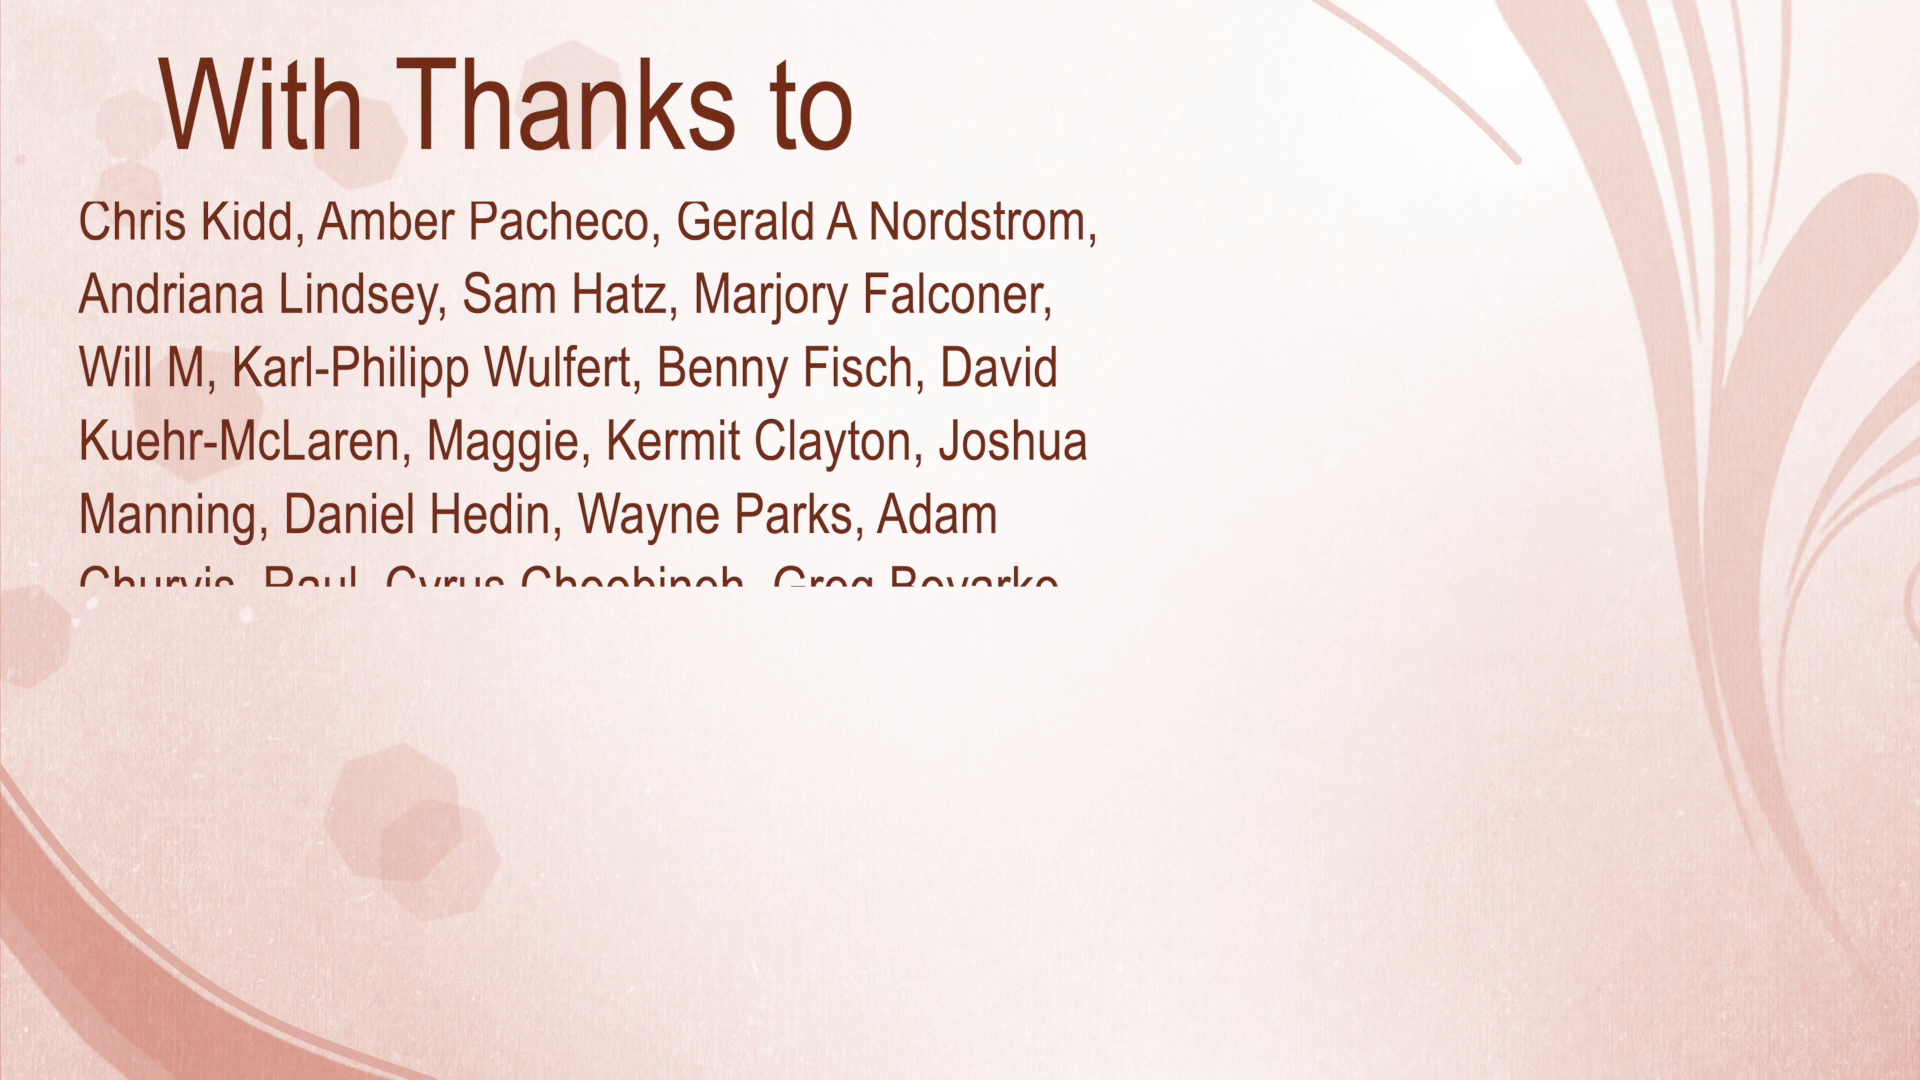 With Thanks to
Chris Kidd, Amber Pacheco, Gerald A Nordstrom,
Andriana Lindsey, Sam Hatz, Marjory Falconer,
Will M, Karl-Philipp Wulfert, Benny Fisch, David
Kuehr-McLaren, Maggie, Kermit Clayton, Joshua
Manning, Daniel Hedin, Wayne Parks, Adam